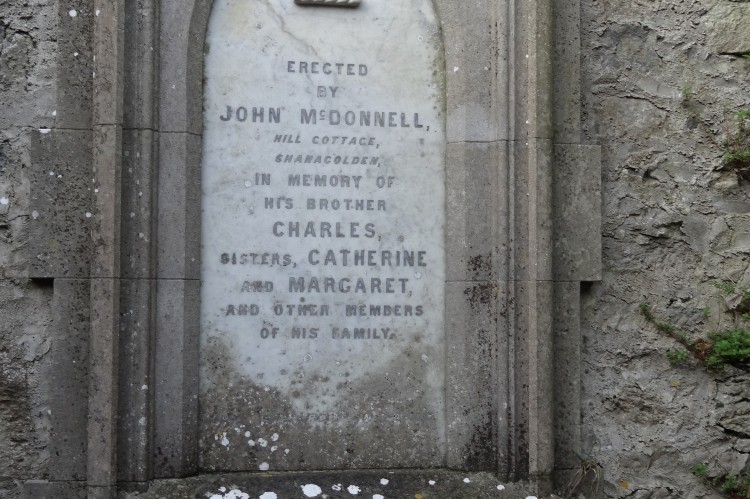 ERECTED
BY
JOHN McDONNELL,
HILL COTTAGE,
SHANAGOLDEN,
IN MEMORY OF
HIS BROTHER
CHARLES,
SISTERS, CATHERINE
AND MARGARET,
AND OTHER MEMBERS
OF HIS FAMILY.